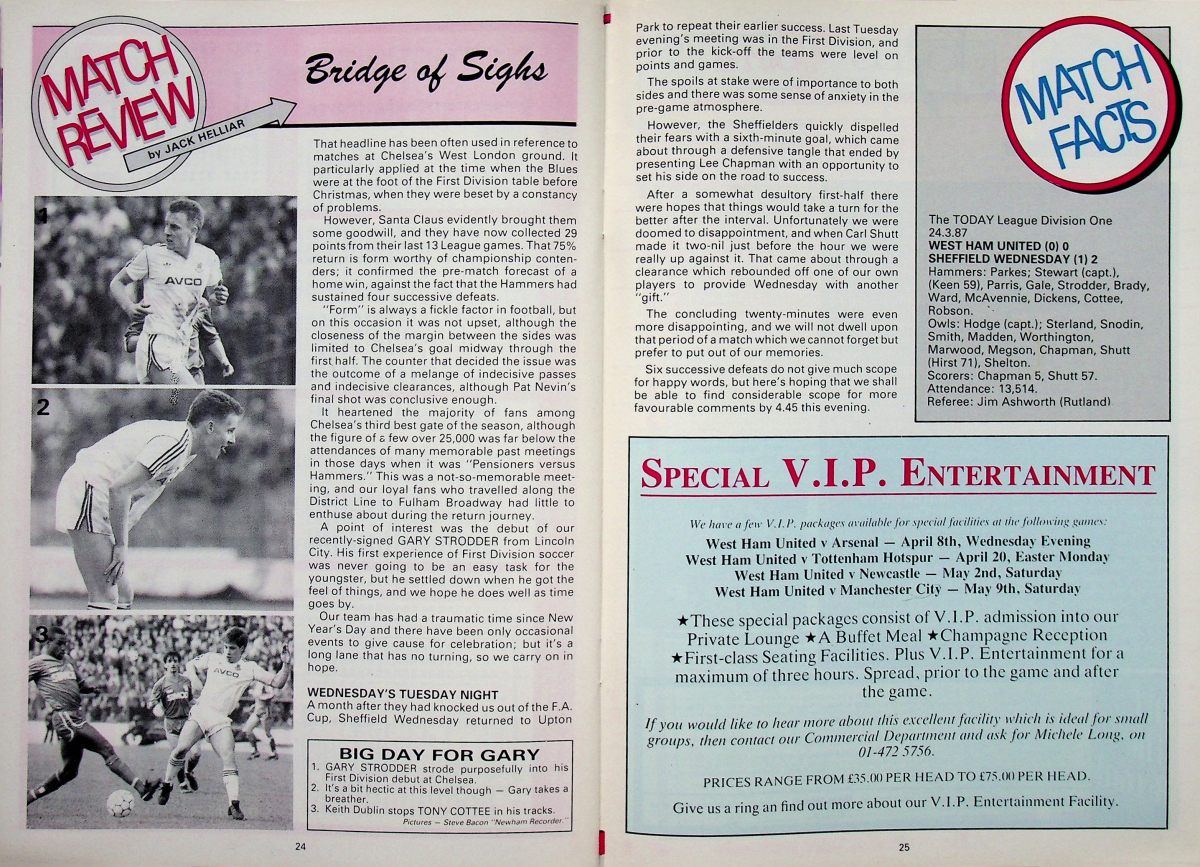 MATCH
REVIEW
by JACK HELLIAR
Bridge of Sighs
That headline has been often used in reference to
matches at Chelsea's West London ground. It
particularly applied at the time when the Blues
were at the foot of the First Division table before
Christmas, when they were beset by a constancy
of problems.
However, Santa Claus evidently brought them
some goodwill, and they have now collected 29
points from their last 13 League games. That 75%
return is form worthy of championship conten-
ders; it confirmed the pre-match forecast of a
home win, against the fact that the Hammers had
sustained four successive defeats.
"Form" is always a fickle factor in football, but
on this occasion it was not upset, although the
closeness of the margin between the sides was
limited to Chelsea's goal midway through the
first half. The counter that decided the issue was
the outcome of a melange of indecisive passes
and indecisive clearances, although Pat Nevin's
final shot was conclusive enough.
It heartened the majority of fans among
Chelsea's third best gate of the season, although
the figure of a few over 25,000 was far below the
attendances of many memorable past meetings
in those days when it was "Pensioners versus
Hammers." This was a not-so-memorable meet-
ing, and our loyal fans who travelled along the
District Line to Fulham Broadway had little to
enthuse about during the return journey.
A point of interest was the debut of our
recently-signed GARY STRODDER from Lincoln
City. His first experience of First Division soccer
was never going to be an easy task for the
youngster, but he settled down when he got the
feel of things, and we hope he does well as time
goes by.
Our team has had a traumatic time since New
Year's Day and there have been only occasional
events to give cause for celebration; but it's a
long lane that has no turning, so we carry on in
hope.
WEDNESDAY'S TUESDAY NIGHT
A month after they had knocked us out of the F.A.
Cup, Sheffield Wednesday returned to Upton
1
AVCO
2
3
AVCO
BIG DAY FOR GARY
1. GARY STRODDER strode purposefully into his
First Division debut at Chelsea.
2. It's a bit hectic at this level though — Gary takes a
breather.
3. Keith Dublin stops TONY COTTEE in his tracks.
Pictures — Steve Bacon "Newham Recorder."
24
Park to repeat their earlier success. Last Tuesday
evening's meeting was in the First Division, and
prior to the kick-off the teams were level on
points and games.
The spoils at stake were of importance to both
sides and there was some sense of anxiety in the
pre-game atmosphere.
However, the Sheffielders quickly dispelled
their fears with a sixth-minute goal, which came
about through a defensive tangle that ended by
presenting Lee Chapman with an opportunity to
set his side on the road to success.
After a somewhat desultory first-half there
were hopes that things would take a turn for the
better after the interval. Unfortunately we were
doomed to disappointment, and when Carl Shutt
made it two-nil just before the hour we were
really up against it. That came about through a
clearance which rebounded off one of our own
players to provide Wednesday with another
"gift."
The concluding twenty-minutes were even
more disappointing, and we will not dwell upon
that period of a match which we cannot forget but
prefer to put out of our memories.
Six successive defeats do not give much scope
for happy words, but here's hoping that we shall
be able to find considerable scope for more
favourable comments by 4.45 this evening.
MATCH
FACTS
The TODAY League Division One
24.3.87
WEST HAM UNITED (0) 0
SHEFFIELD WEDNESDAY (1) 2
Hammers: Parkes; Stewart (capt.),
(Keen 59), Parris, Gale, Strodder, Brady,
Ward, McAvennie, Dickens, Cottee,
Robson.
Owls: Hodge (capt.); Sterland, Snodin,
Smith, Madden, Worthington,
Marwood, Megson, Chapman, Shutt
(Hirst 71), Shelton.
Scorers: Chapman 5, Shutt 57.
Attendance: 13,514.
Referee: Jim Ashworth (Rutland)
SPECIAL V.I.P. ENTERTAINMENT
We have a few V.I.P. packages available for special facilities at the following games:
West Ham United v Arsenal — April 8th, Wednesday Evening
West Ham United v Tottenham Hotspur — April 20, Easter Monday
West Ham United v Newcastle — May 2nd, Saturday
West Ham United v Manchester City — May 9th, Saturday
★These special packages consist of V.I.P. admission into our
Private Lounge ★A Buffet Meal ★Champagne Reception
★First-class Seating Facilities. Plus V.I.P. Entertainment for a
maximum of three hours. Spread, prior to the game and after
the game.
If you would like to hear more about this excellent facility which is ideal for small
groups, then contact our Commercial Department and ask for Michele Long, on
01-472 5756.
PRICES RANGE FROM £35.00 PER HEAD TO £75.00 PER HEAD.
Give us a ring an find out more about our V.I.P. Entertainment Facility.
25